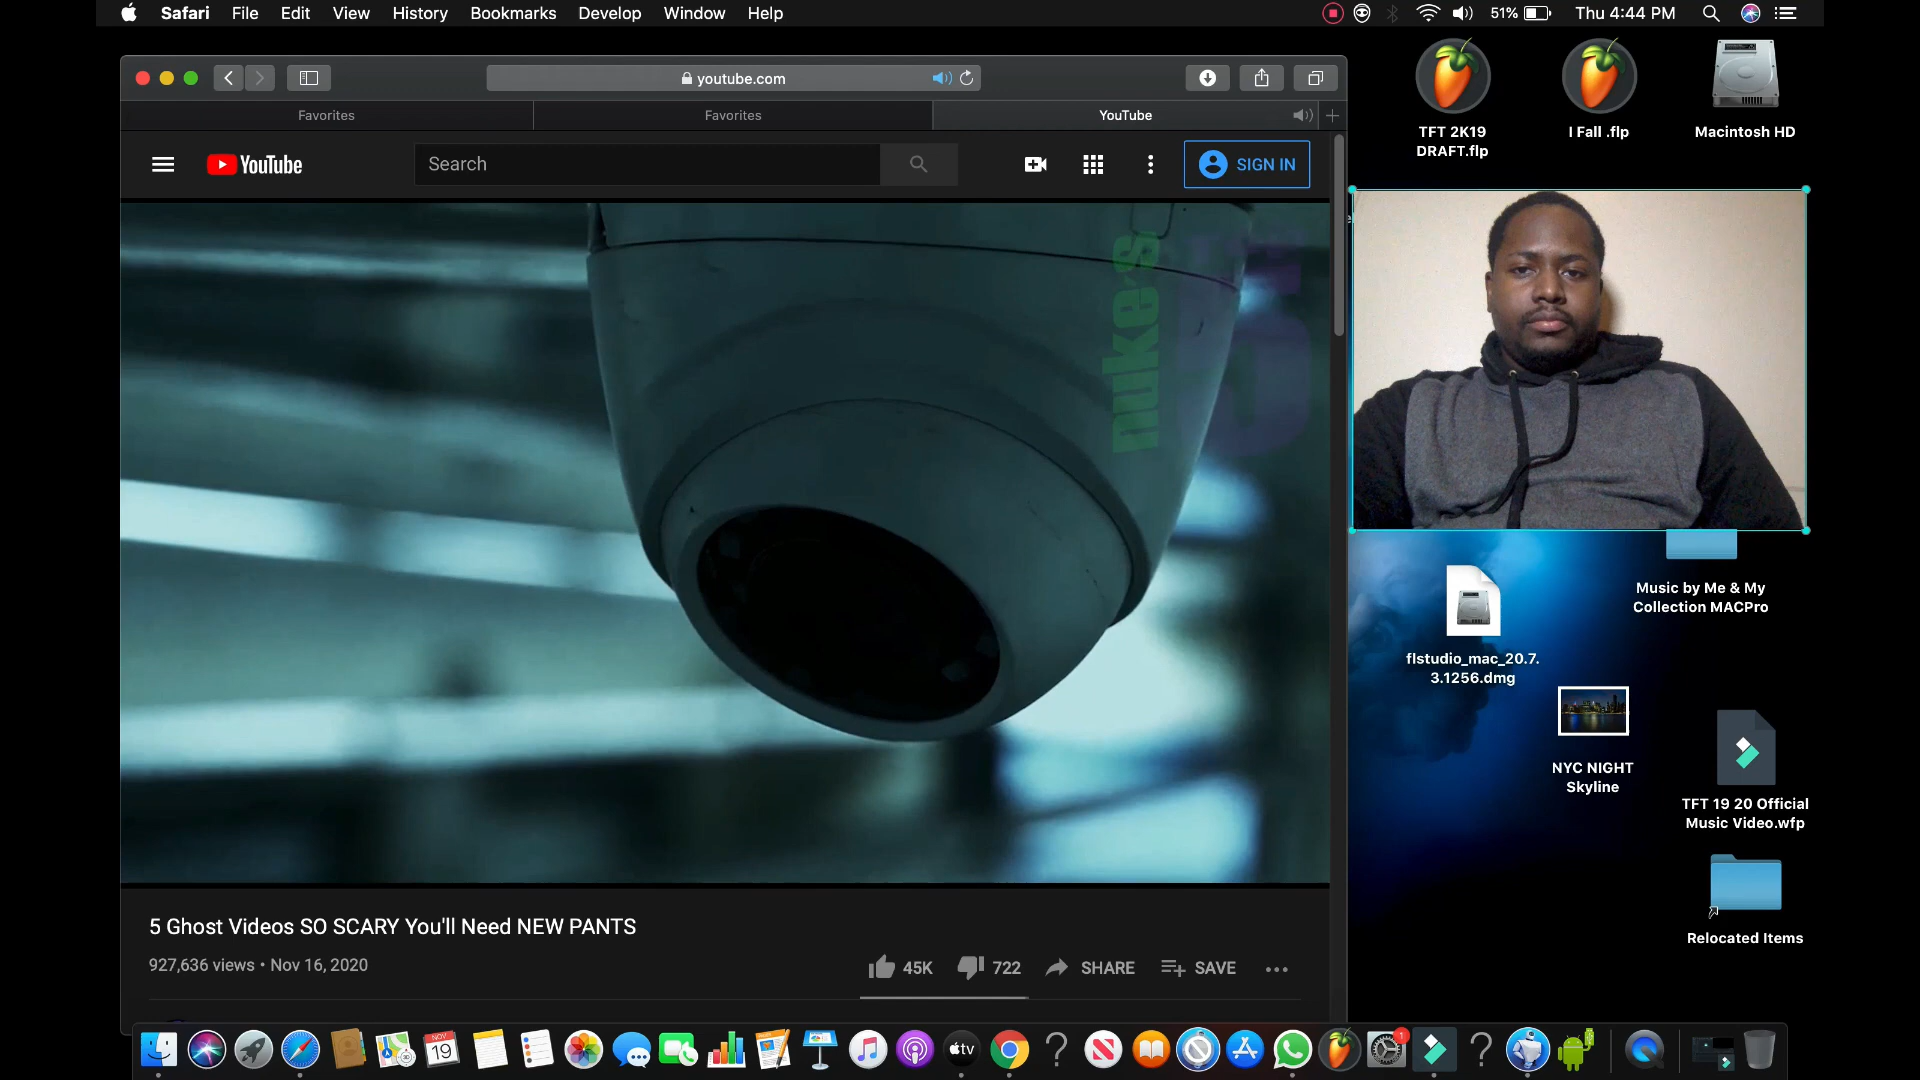 Safari File Edit View History Bookmarks Develop Window Help
51% Thu 4:44 PM
youtube.com
Favorites Favorites YouTube
YouTube Search SIGN IN
nuke's
5 Ghost Videos SO SCARY You'll Need NEW PANTS
927,636 views • Nov 16, 2020
45K 722 SHARE SAVE
TFT 2K19
DRAFT.flp
I Fall .flp
Macintosh HD
Music by Me & My
Collection MACPro
flstudio_mac_20.7.
3.1256.dmg
NYC NIGHT
Skyline
TFT 19 20 Official
Music Video.wfp
Relocated Items
NOV
19
tv
1